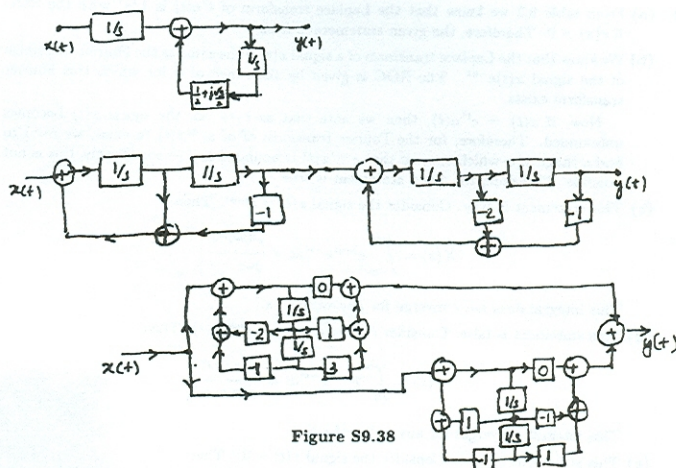 1/s
+
x(t)
y(t)
1/s
1/2 + j√3/2
+
1/s
1/s
+
1/s
1/s
x(t)
y(t)
-1
-2
-1
+
+
+
0
+
1/s
+
-2
1
+
+
y(t)
1/s
x(t)
-1
3
+
0
+
1/s
+
1
-1
+
1/s
-1
1
Figure S9.38